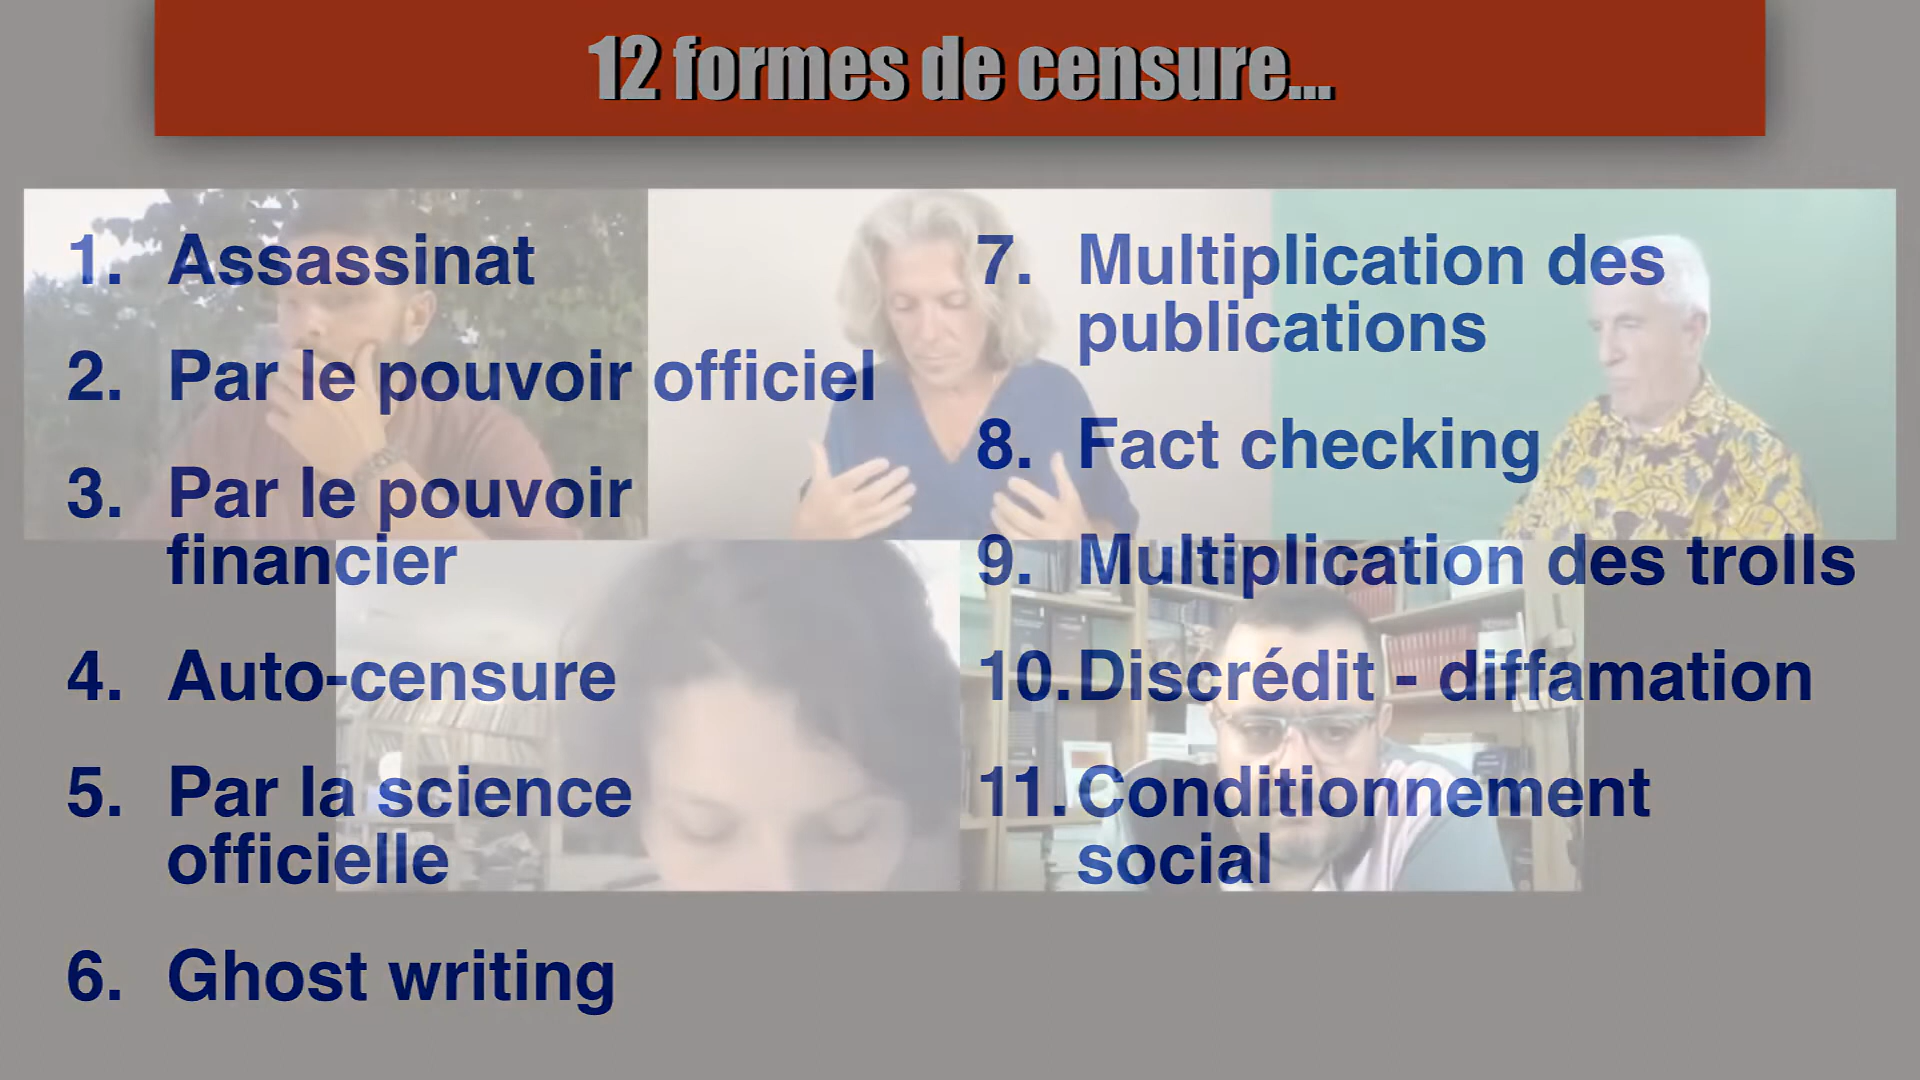 12 formes de censure...
1. Assassinat
2. Par le pouvoir officiel
3. Par le pouvoir
financier
4. Auto-censure
5. Par la science
officielle
6. Ghost writing
7. Multiplication des
publications
8. Fact checking
9. Multiplication des trolls
10. Discrédit - diffamation
11. Conditionnement
social